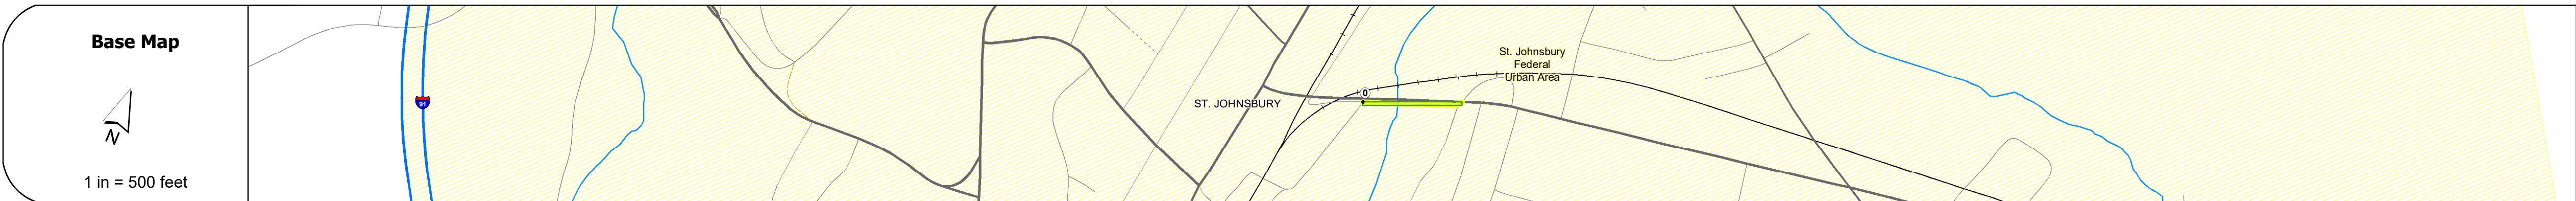 Base Map
N
1 in = 500 feet
91
ST. JOHNSBURY
0
St. Johnsbury
Federal
Urban Area